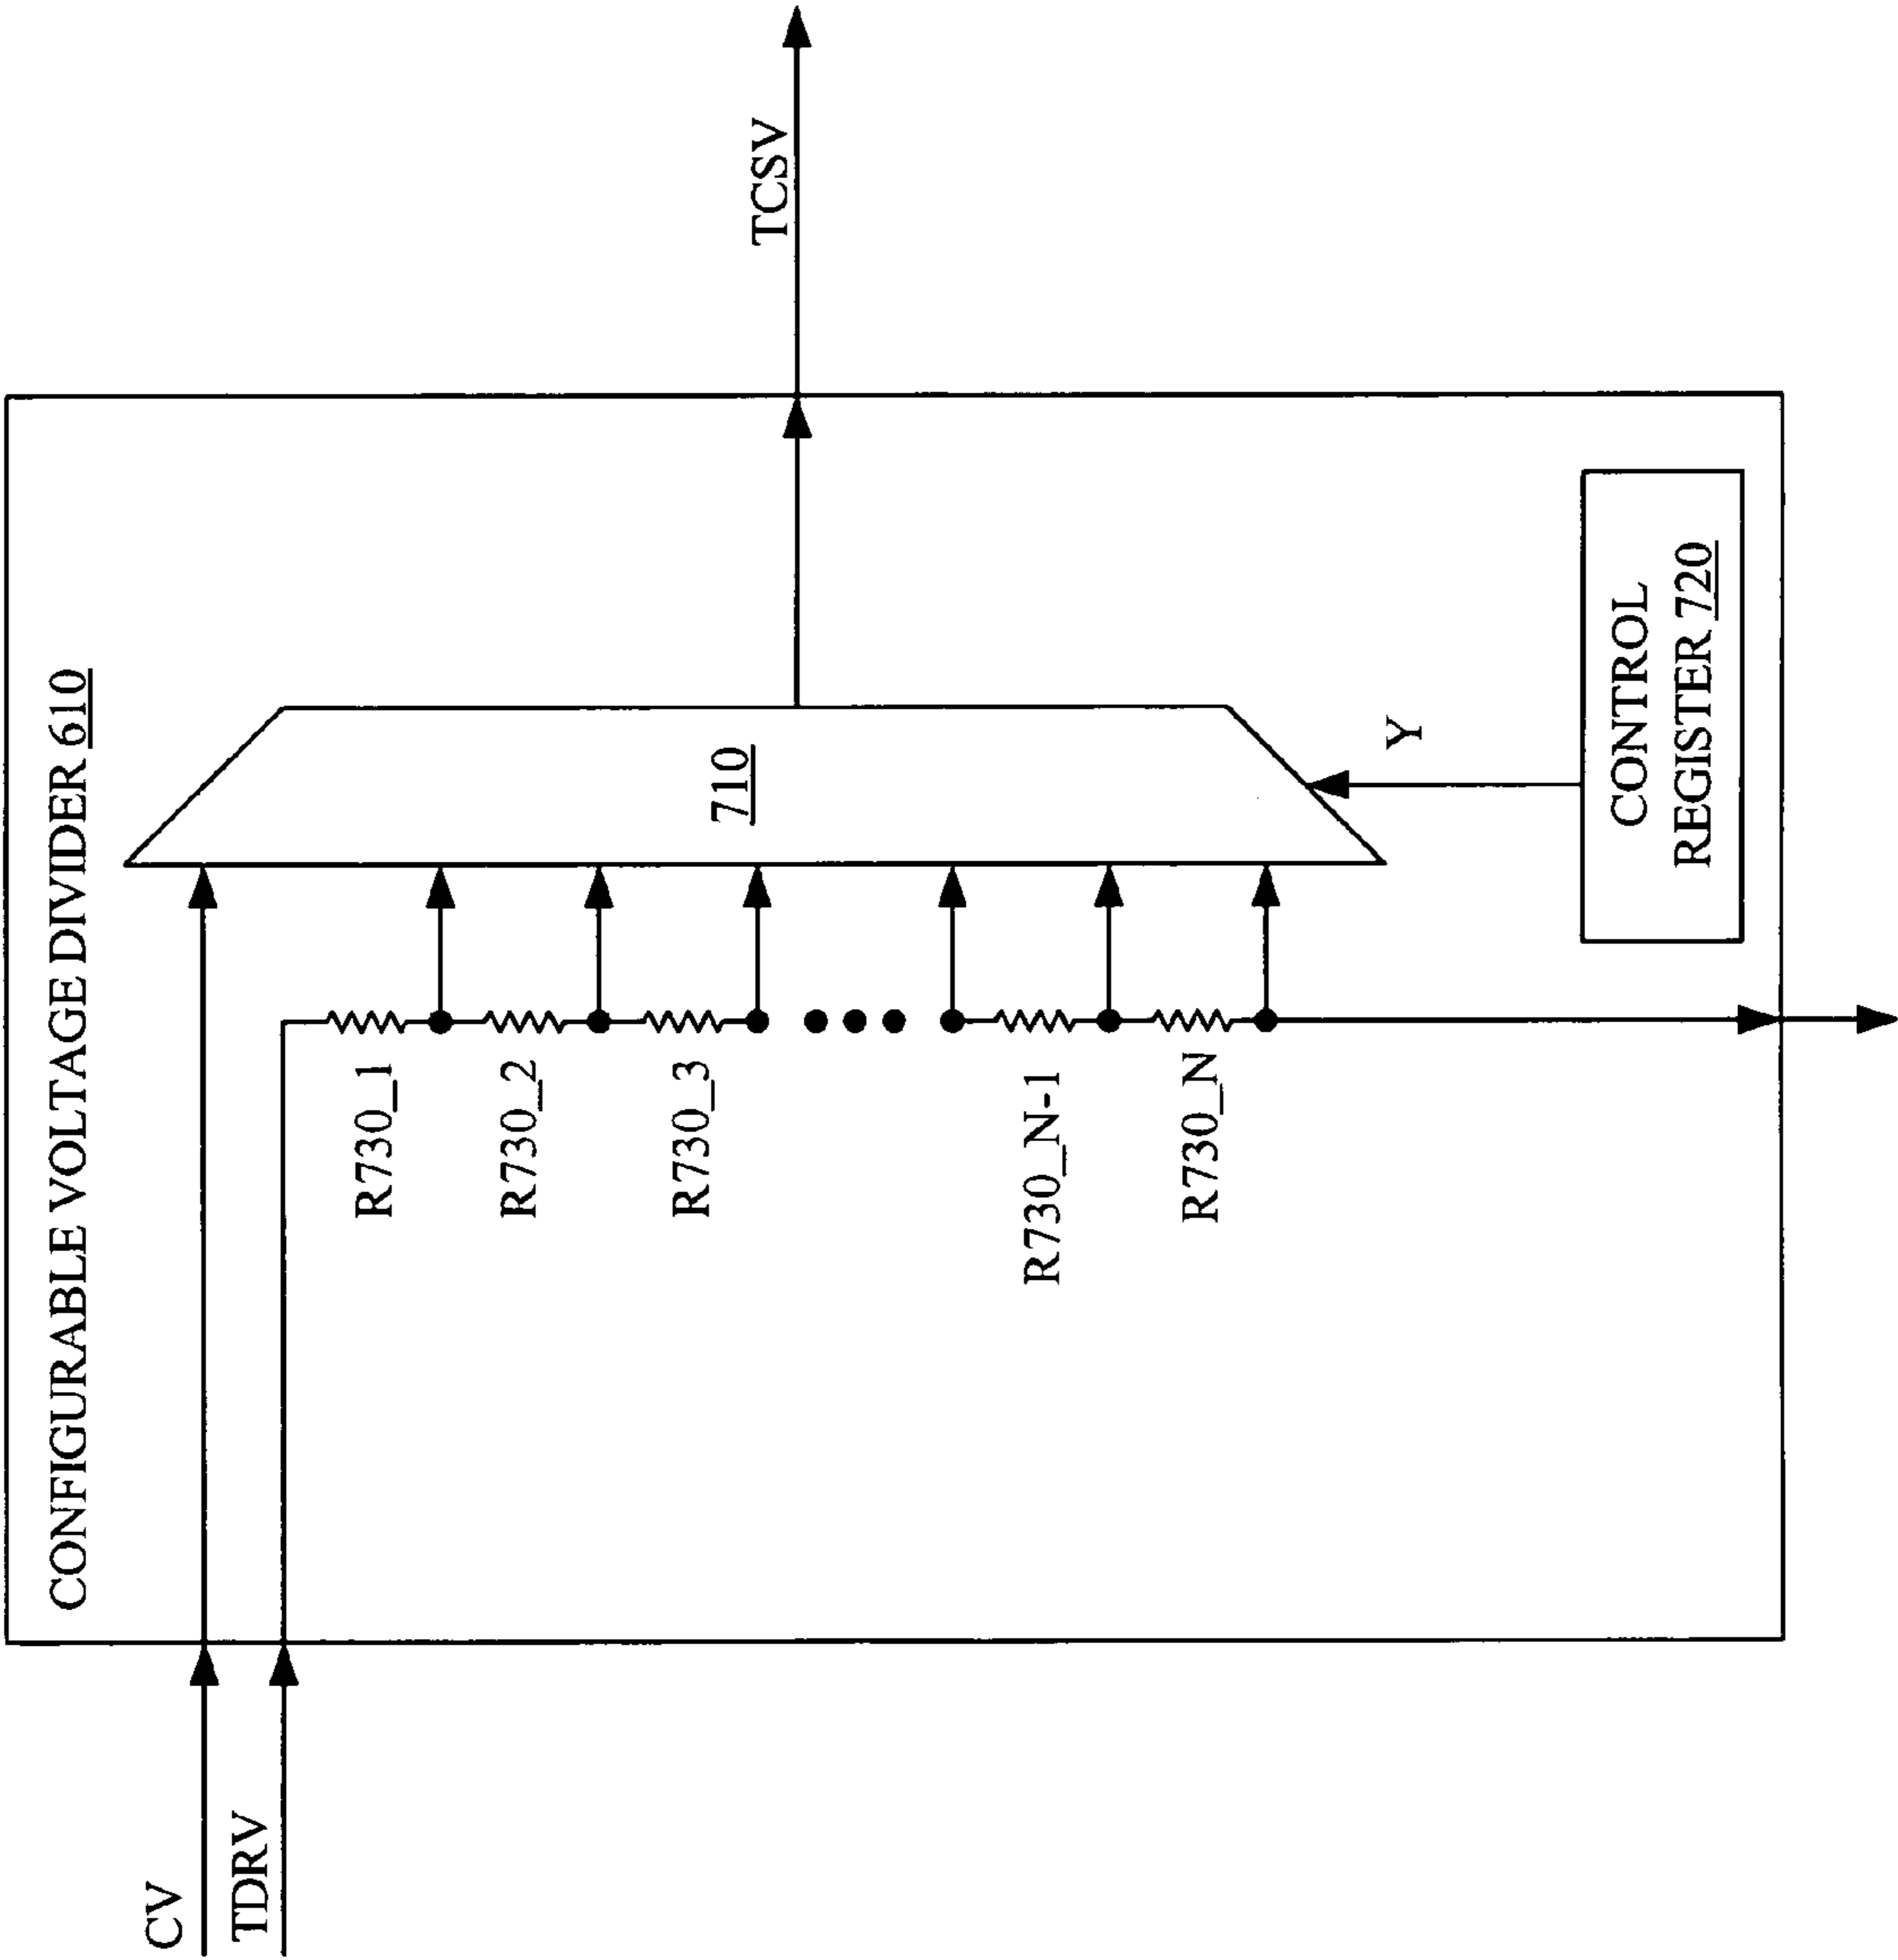 CONFIGURABLE VOLTAGE DIVIDER 610
CV
TDRV
R730_1
R730_2
R730_3
R730_N-1
R730_N
710
TCSV
Y
CONTROL
REGISTER 720